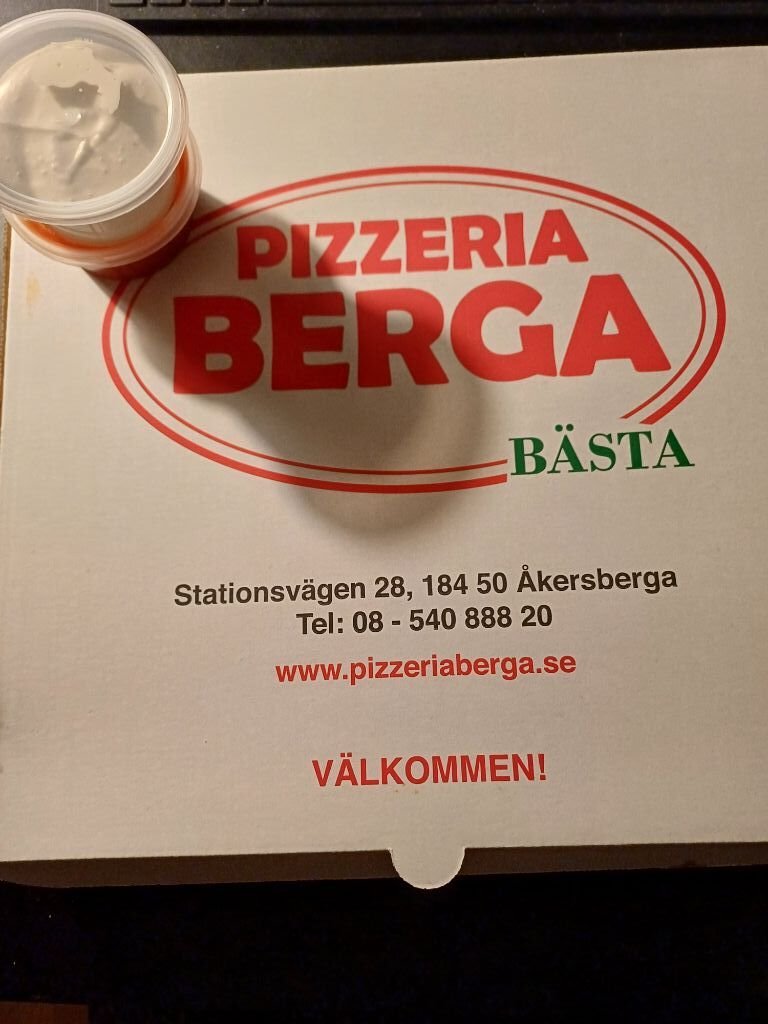 PIZZERIA
BERGA
BÄSTA
Stationsvägen 28, 184 50 Åkersberga
Tel: 08 - 540 888 20
www.pizzeriaberga.se
VÄLKOMMEN!